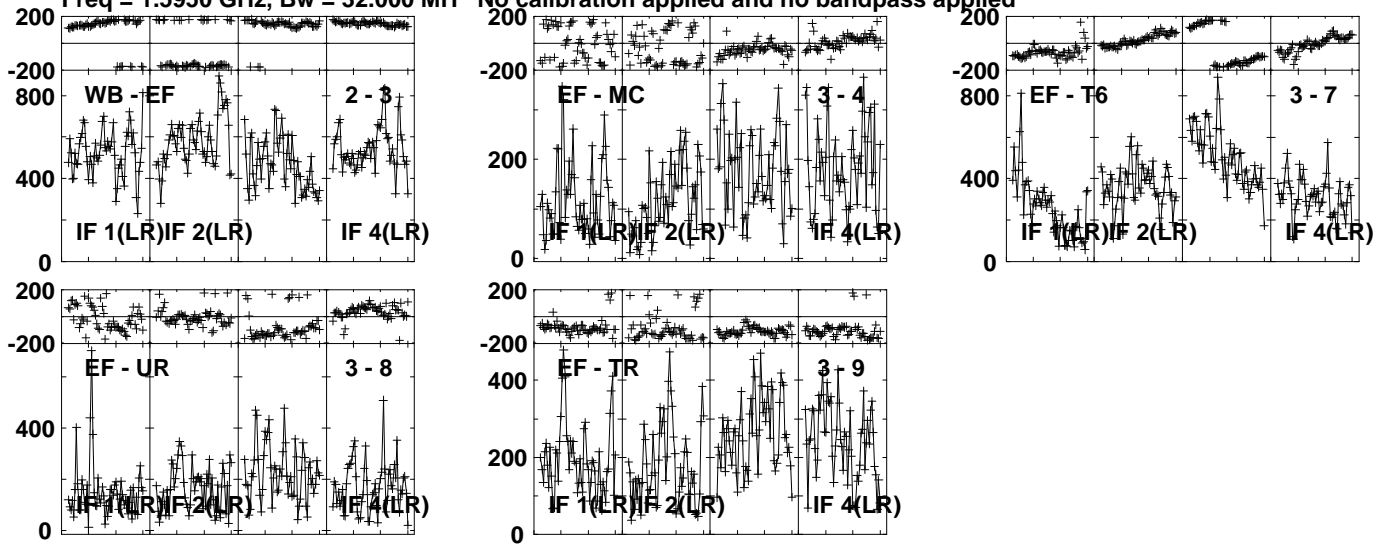 Freq = 1.5950 GHz, Bw = 32.000 MH No calibration applied and no bandpass applied
200
-200
800
400
0
WB - EF 2 - 3
IF 1(LR) IF 2(LR) IF 4(LR)
200
-200
200
0
EF - MC 3 - 4
IF 1(LR) IF 2(LR) IF 4(LR)
200
-200
800
400
0
EF - T6 3 - 7
IF 1(LR) IF 2(LR) IF 4(LR)
200
-200
400
0
EF - UR 3 - 8
IF 1(LR) IF 2(LR) IF 4(LR)
200
-200
400
200
0
EF - TR 3 - 9
IF 1(LR) IF 2(LR) IF 4(LR)